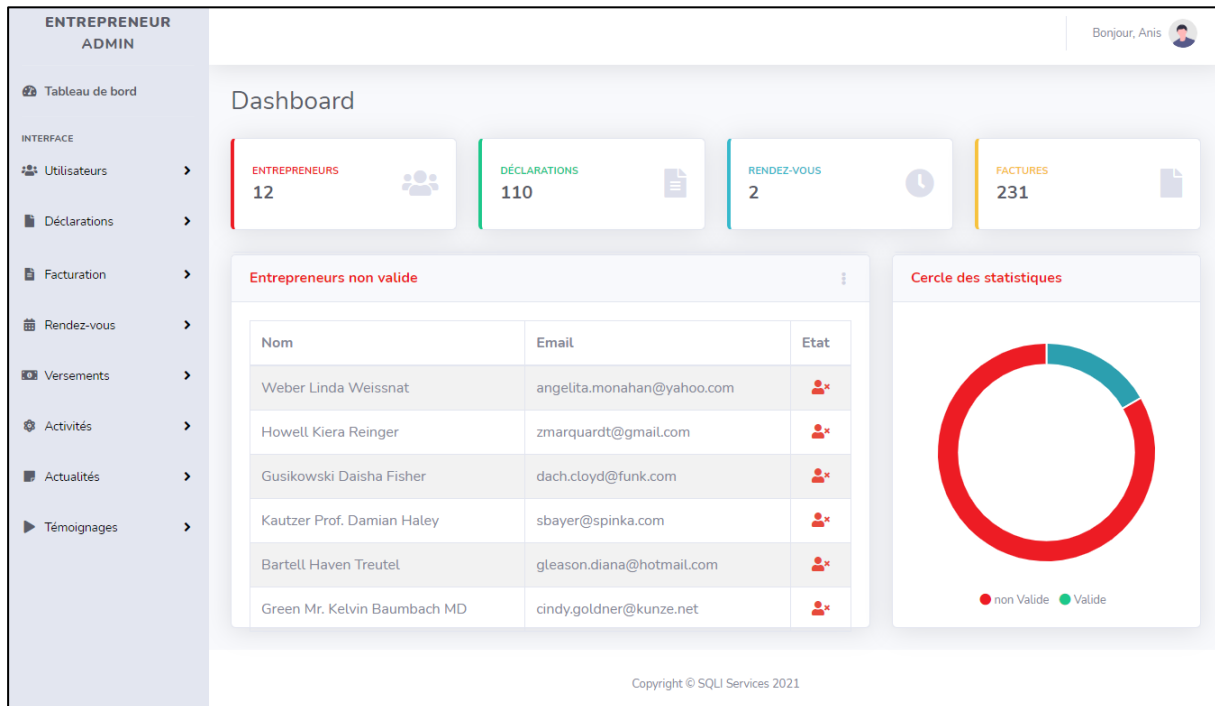 ENTREPRENEUR
ADMIN
Bonjour, Anis
Tableau de bord
INTERFACE
Utilisateurs
Déclarations
Facturation
Rendez-vous
Versements
Activités
Actualités
Témoignages
Dashboard
ENTREPRENEURS
12
DÉCLARATIONS
110
RENDEZ-VOUS
2
FACTURES
231
Entrepreneurs non valide
Nom Email Etat
Weber Linda Weissnat angelita.monahan@yahoo.com
Howell Kiera Reinger zmarquardt@gmail.com
Gusikowski Daisha Fisher dach.cloyd@funk.com
Kautzer Prof. Damian Haley sbayer@spinka.com
Bartell Haven Treutel gleason.diana@hotmail.com
Green Mr. Kelvin Baumbach MD cindy.goldner@kunze.net
Cercle des statistiques
non Valide Valide
Copyright © SQLI Services 2021